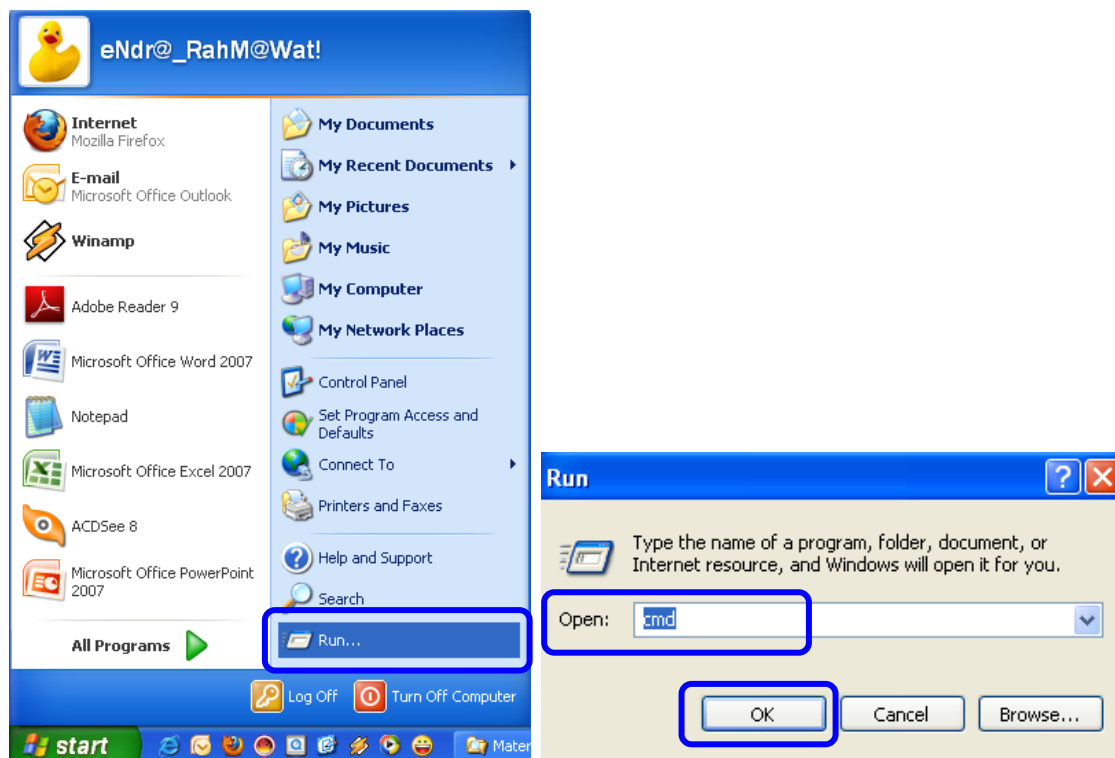 eNdr@_RahM@Wat!
Internet
Mozilla Firefox
E-mail
Microsoft Office Outlook
Winamp
Adobe Reader 9
Microsoft Office Word 2007
Notepad
Microsoft Office Excel 2007
ACDSee 8
Microsoft Office PowerPoint
2007
All Programs
My Documents
My Recent Documents
My Pictures
My Music
My Computer
My Network Places
Control Panel
Set Program Access and
Defaults
Connect To
Printers and Faxes
Help and Support
Search
Run...
Log Off
Turn Off Computer
start
Mater
Run
Type the name of a program, folder, document, or
Internet resource, and Windows will open it for you.
Open: cmd
OK
Cancel
Browse...